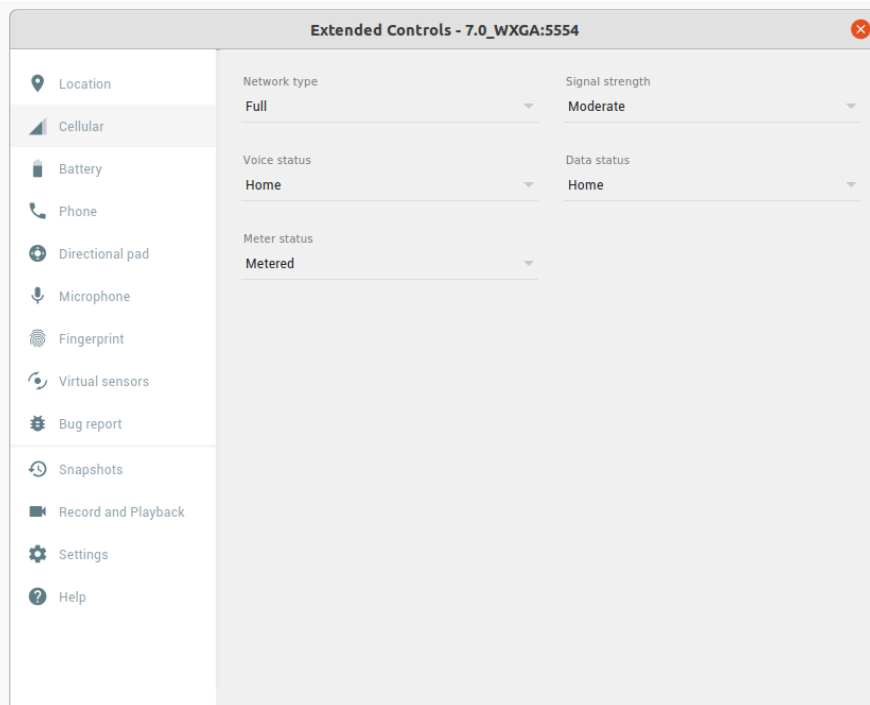 Extended Controls - 7.0_WXGA:5554
Location
Cellular
Battery
Phone
Directional pad
Microphone
Fingerprint
Virtual sensors
Bug report
Snapshots
Record and Playback
Settings
Help
Network type
Full
Signal strength
Moderate
Voice status
Home
Data status
Home
Meter status
Metered